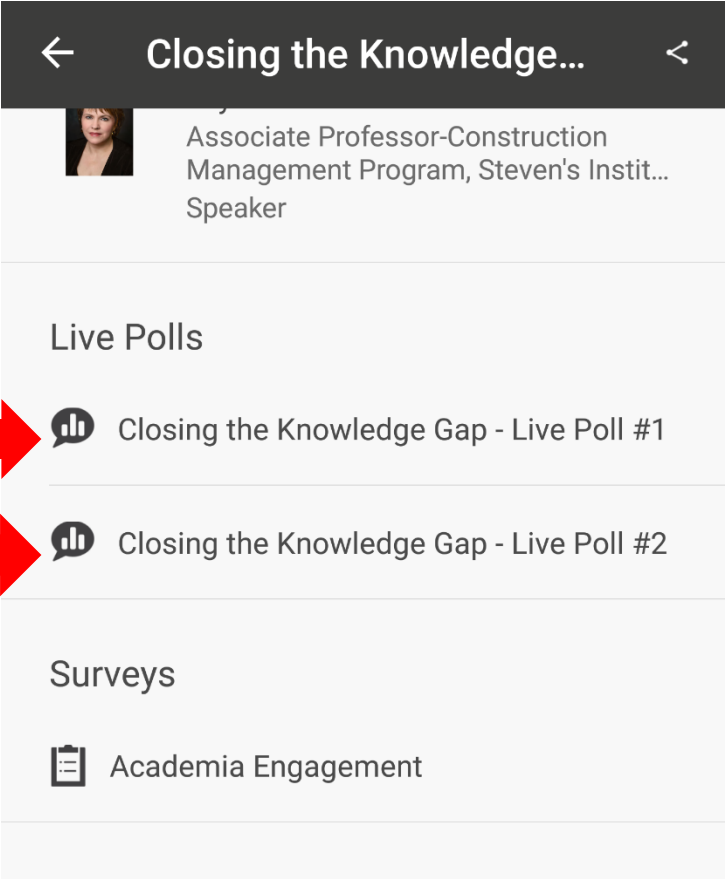 Closing the Knowledge...
Associate Professor-Construction
Management Program, Steven's Instit...
Speaker
Live Polls
Closing the Knowledge Gap - Live Poll #1
Closing the Knowledge Gap - Live Poll #2
Surveys
Academia Engagement